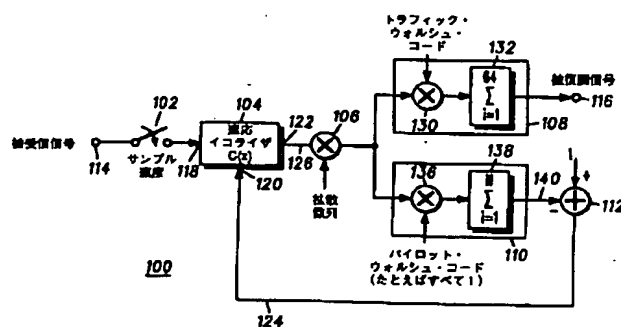 トラフィック・
ウォルシュ・
コード
132
64
Σ
i=1
被復調信号
116
130
108
102
104
適応
イコライザ
C(z)
122
106
被受信信号
114
サンプル
速度
118
120
126
拡散
数列
136
138
Σ
i=1
140
1
+
−
112
110
パイロット・
ウォルシュ・コード
(たとえばすべて1)
100
124